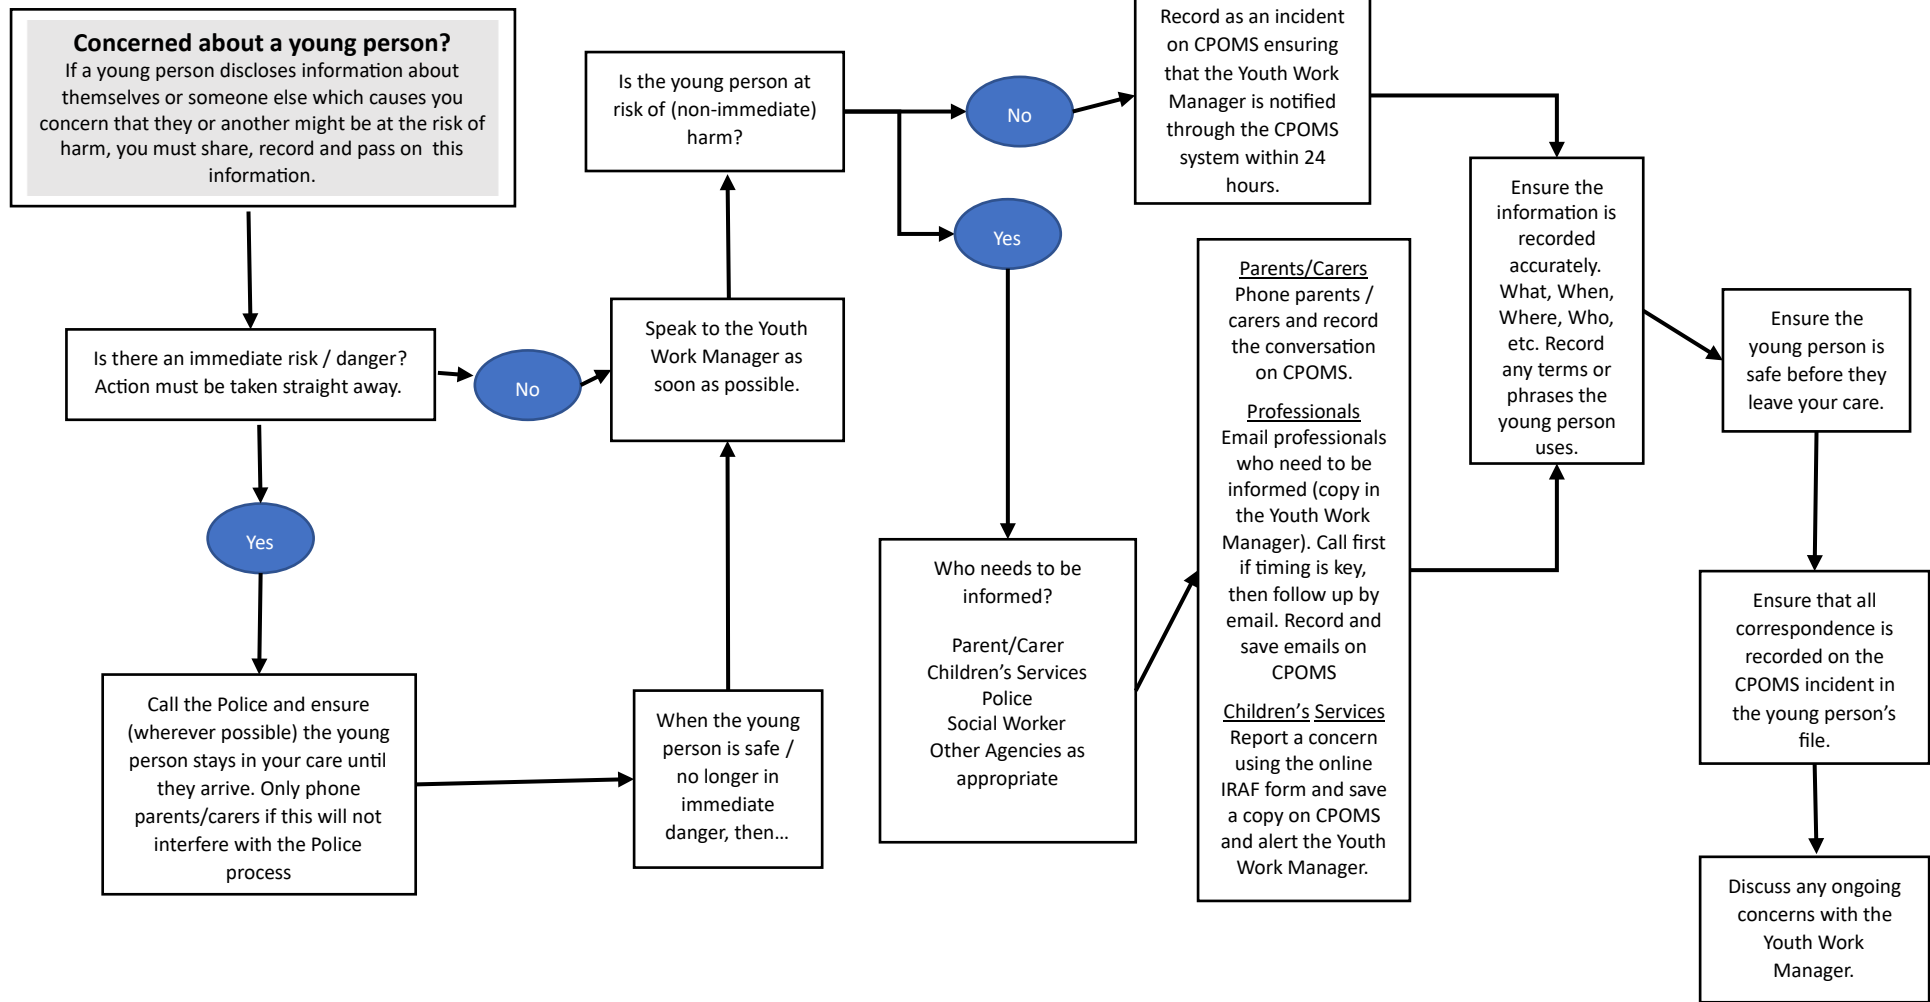 Concerned about a young person?
If a young person discloses information about
themselves or someone else which causes you
concern that they or another might be at the risk of
harm, you must share, record and pass on  this
information.
Is there an immediate risk / danger?
Action must be taken straight away.
No
Yes
Call the Police and ensure
(wherever possible) the young
person stays in your care until
they arrive. Only phone
parents/carers if this will not
interfere with the Police
process
When the young
person is safe /
no longer in
immediate
danger, then...
Speak to the Youth
Work Manager as
soon as possible.
Is the young person at
risk of (non-immediate)
harm?
No
Yes
Record as an incident
on CPOMS ensuring
that the Youth Work
Manager is notified
through the CPOMS
system within 24
hours.
Who needs to be
informed?
Parent/Carer
Children’s Services
Police
Social Worker
Other Agencies as
appropriate
Parents/Carers
Phone parents /
carers and record
the conversation
on CPOMS.
Professionals
Email professionals
who need to be
informed (copy in
the Youth Work
Manager). Call first
if timing is key,
then follow up by
email. Record and
save emails on
CPOMS
Children’s Services
Report a concern
using the online
IRAF form and save
a copy on CPOMS
and alert the Youth
Work Manager.
Ensure the
information is
recorded
accurately.
What, When,
Where, Who,
etc. Record
any terms or
phrases the
young person
uses.
Ensure the
young person is
safe before they
leave your care.
Ensure that all
correspondence is
recorded on the
CPOMS incident in
the young person’s
file.
Discuss any ongoing
concerns with the
Youth Work
Manager.